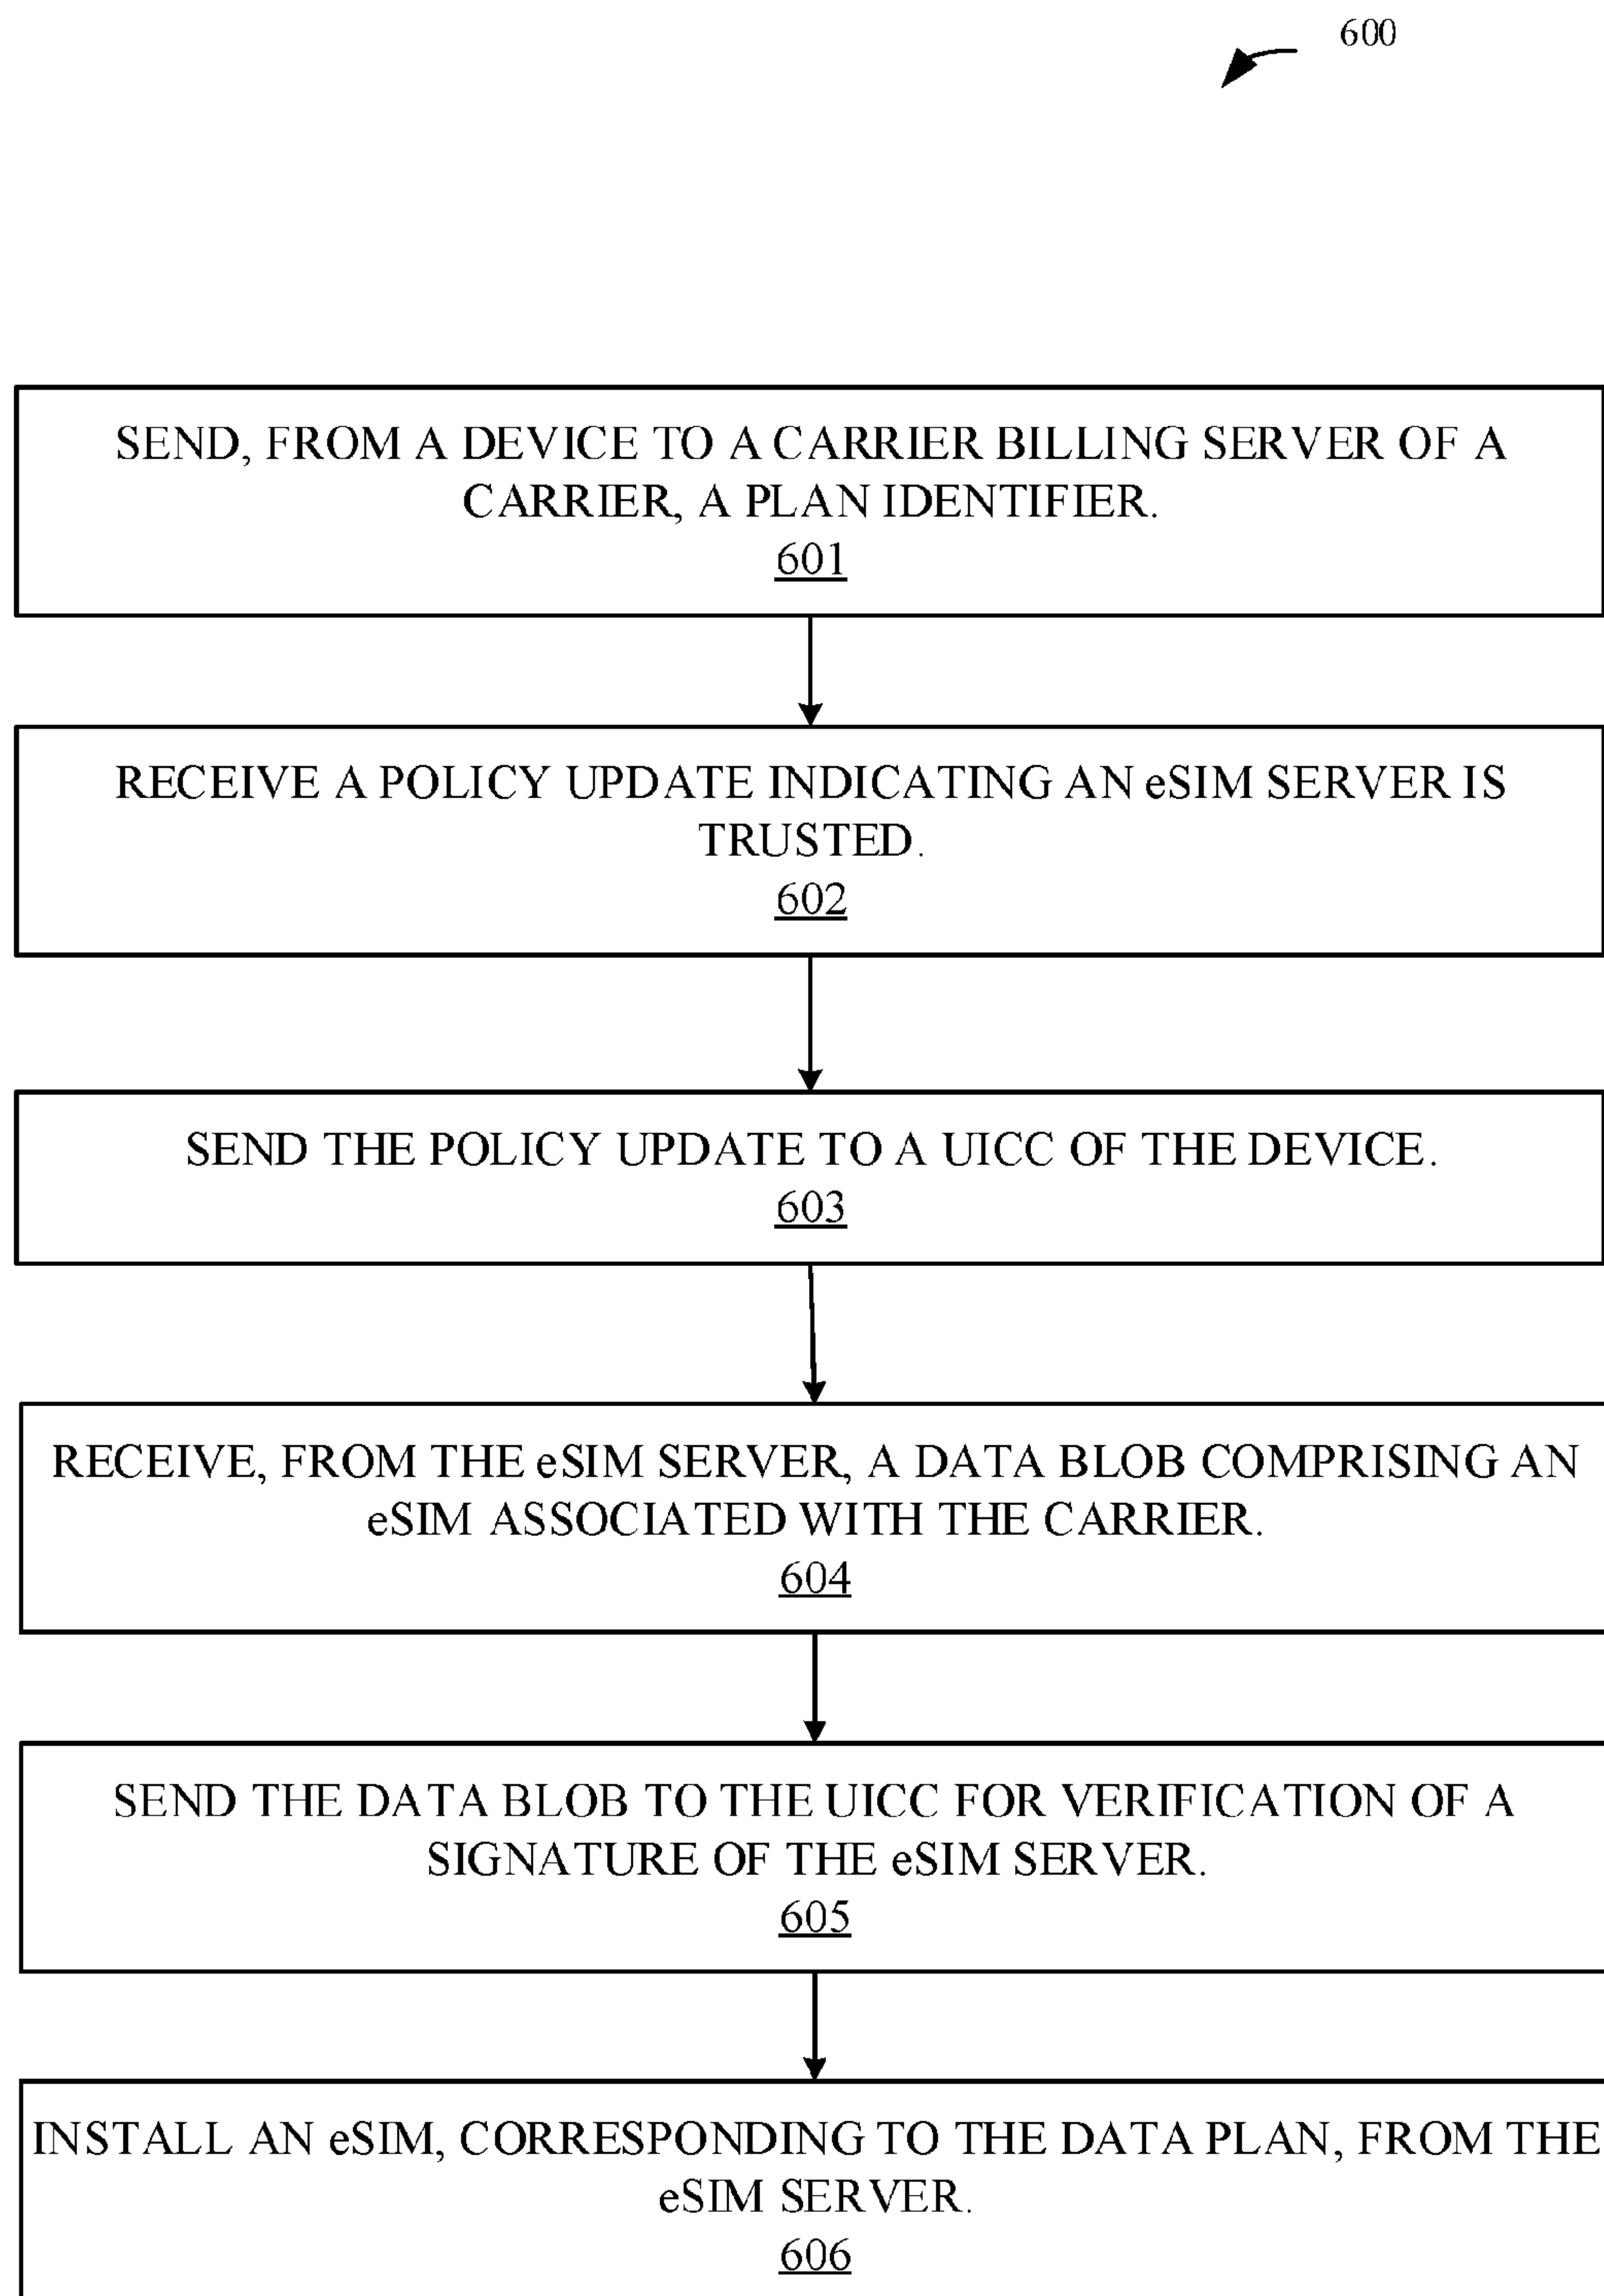 600
SEND, FROM A DEVICE TO A CARRIER BILLING SERVER OF A
CARRIER, A PLAN IDENTIFIER.
601
RECEIVE A POLICY UPDATE INDICATING AN eSIM SERVER IS
TRUSTED.
602
SEND THE POLICY UPDATE TO A UICC OF THE DEVICE.
603
RECEIVE, FROM THE eSIM SERVER, A DATA BLOB COMPRISING AN
eSIM ASSOCIATED WITH THE CARRIER.
604
SEND THE DATA BLOB TO THE UICC FOR VERIFICATION OF A
SIGNATURE OF THE eSIM SERVER.
605
INSTALL AN eSIM, CORRESPONDING TO THE DATA PLAN, FROM THE
eSIM SERVER.
606